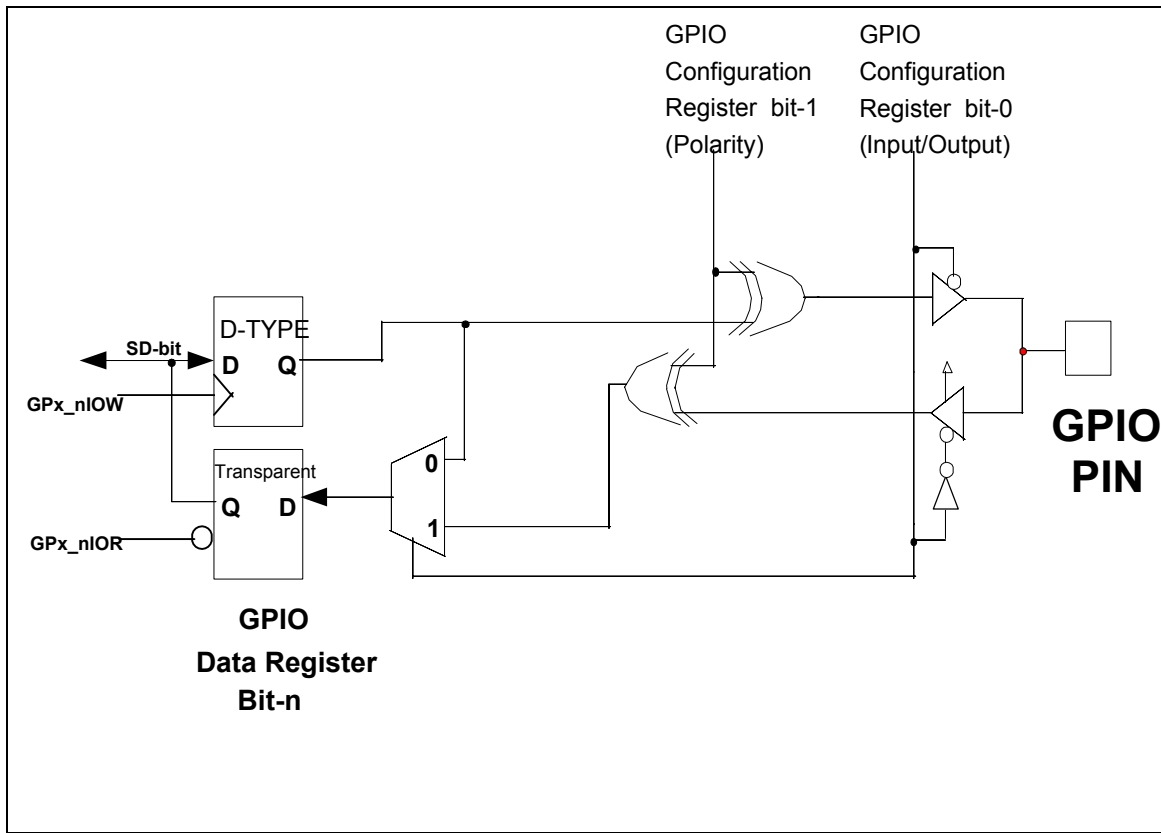 GPIO
Configuration
Register bit-1
(Polarity)
GPIO
Configuration
Register bit-0
(Input/Output)
D-TYPE
SD-bit
D Q
GPx_nIOW
Transparent
Q D
GPx_nIOR
0
1
GPIO
PIN
GPIO
Data Register
Bit-n